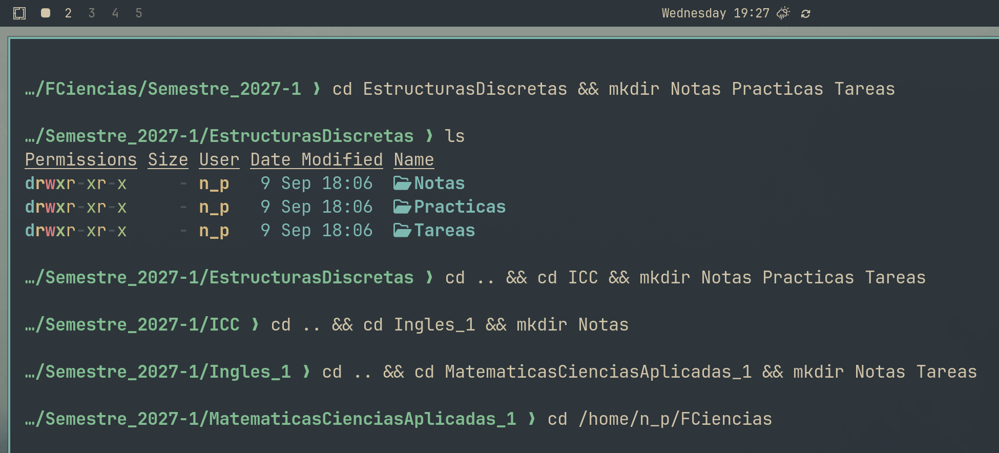 2 3 4 5 Wednesday 19:27
…/FCiencias/Semestre_2027-1 ❯ cd EstructurasDiscretas && mkdir Notas Practicas Tareas
…/Semestre_2027-1/EstructurasDiscretas ❯ ls
Permissions Size User Date Modified Name
drwxr-xr-x - n_p 9 Sep 18:06 Notas
drwxr-xr-x - n_p 9 Sep 18:06 Practicas
drwxr-xr-x - n_p 9 Sep 18:06 Tareas
…/Semestre_2027-1/EstructurasDiscretas ❯ cd .. && cd ICC && mkdir Notas Practicas Tareas
…/Semestre_2027-1/ICC ❯ cd .. && cd Ingles_1 && mkdir Notas
…/Semestre_2027-1/Ingles_1 ❯ cd .. && cd MatematicasCienciasAplicadas_1 && mkdir Notas Tareas
…/Semestre_2027-1/MatematicasCienciasAplicadas_1 ❯ cd /home/n_p/FCiencias